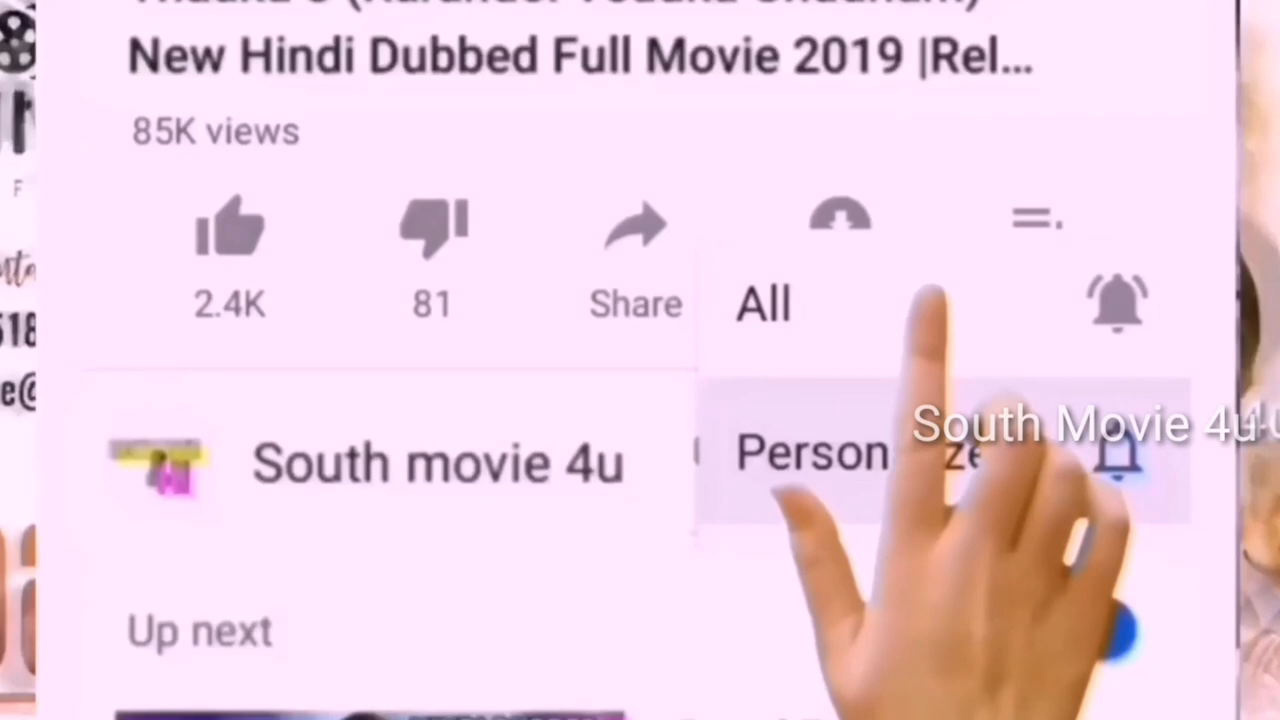 New Hindi Dubbed Full Movie 2019 |Rel...
85K views
2.4K
81
Share
All
South movie 4u
South Movie 4u
Up next